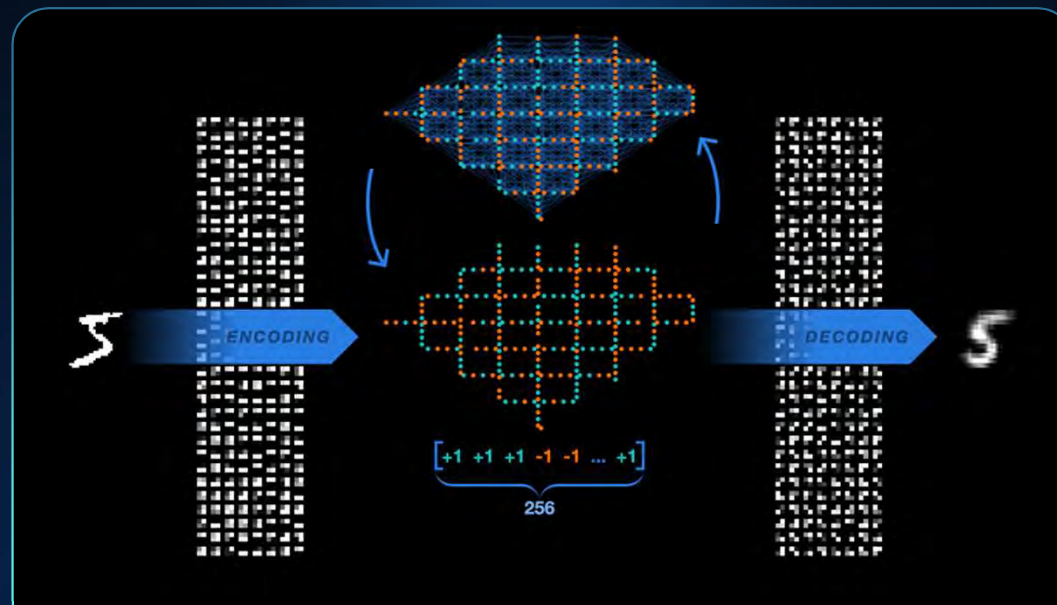 ENCODING
DECODING
[+1 +1 +1 -1 -1 ... +1]
256